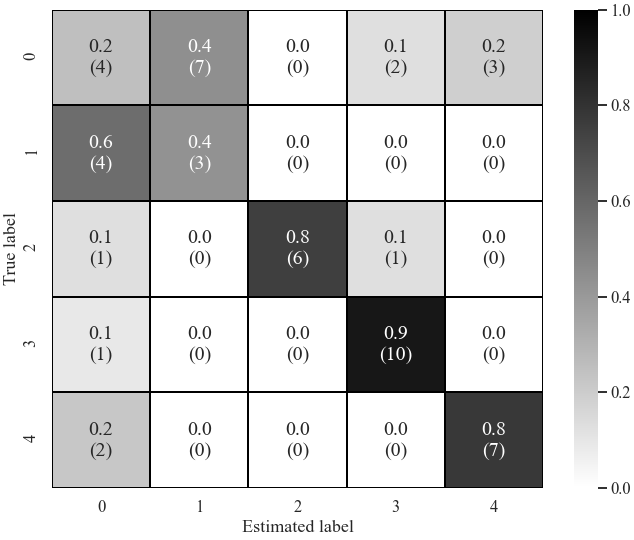 0.2 0.4 0.0 0.1 0.2
(4) (7) (0) (2) (3)
0.6 0.4 0.0 0.0 0.0
(4) (3) (0) (0) (0)
0.1 0.0 0.8 0.1 0.0
(1) (0) (6) (1) (0)
0.1 0.0 0.0 0.9 0.0
(1) (0) (0) (10) (0)
0.2 0.0 0.0 0.0 0.8
(2) (0) (0) (0) (7)
0
1
2
3
4
True label
0 1 2 3 4
Estimated label
1.0
0.8
0.6
0.4
0.2
0.0